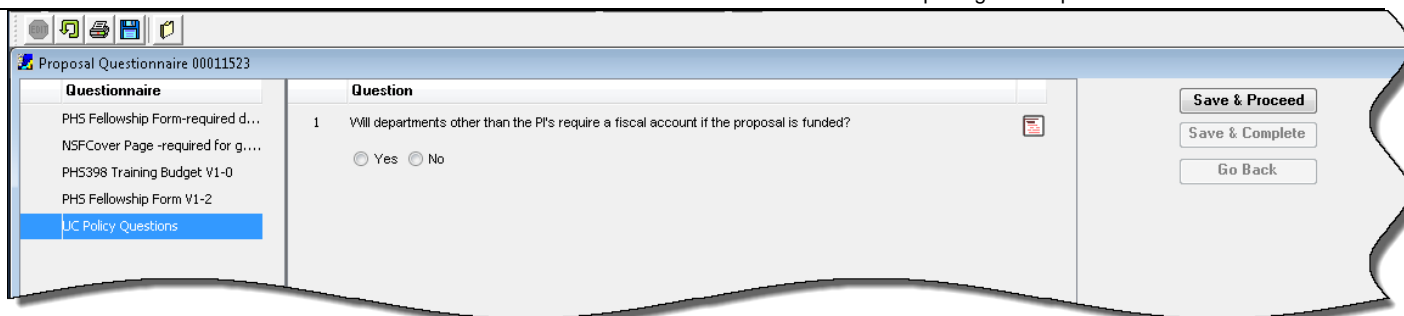 EDIT
Proposal Questionnaire 00011523
Questionnaire
PHS Fellowship Form-required d...
NSFCover Page -required for g....
PHS398 Training Budget V1-0
PHS Fellowship Form V1-2
UC Policy Questions
Question
1 Will departments other than the PI's require a fiscal account if the proposal is funded?
Yes No
Save & Proceed
Save & Complete
Go Back